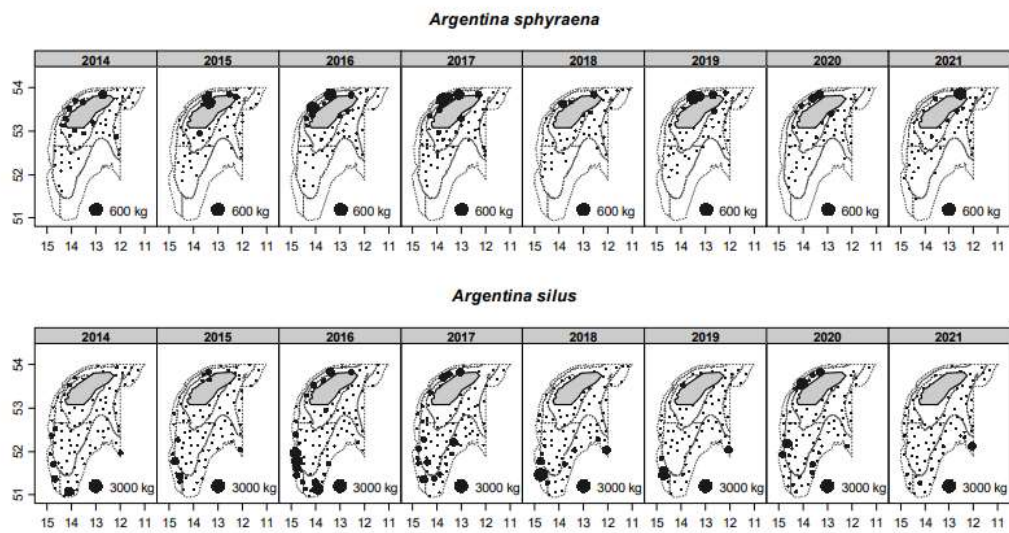 Argentina sphyraena
2014 2015 2016 2017 2018 2019 2020 2021
54
53
52
51
600 kg 600 kg 600 kg 600 kg 600 kg 600 kg 600 kg 600 kg
15 14 13 12 11 15 14 13 12 11 15 14 13 12 11 15 14 13 12 11 15 14 13 12 11 15 14 13 12 11 15 14 13 12 11 15 14 13 12 11
Argentina silus
2014 2015 2016 2017 2018 2019 2020 2021
54
53
52
51
3000 kg 3000 kg 3000 kg 3000 kg 3000 kg 3000 kg 3000 kg 3000 kg
15 14 13 12 11 15 14 13 12 11 15 14 13 12 11 15 14 13 12 11 15 14 13 12 11 15 14 13 12 11 15 14 13 12 11 15 14 13 12 11